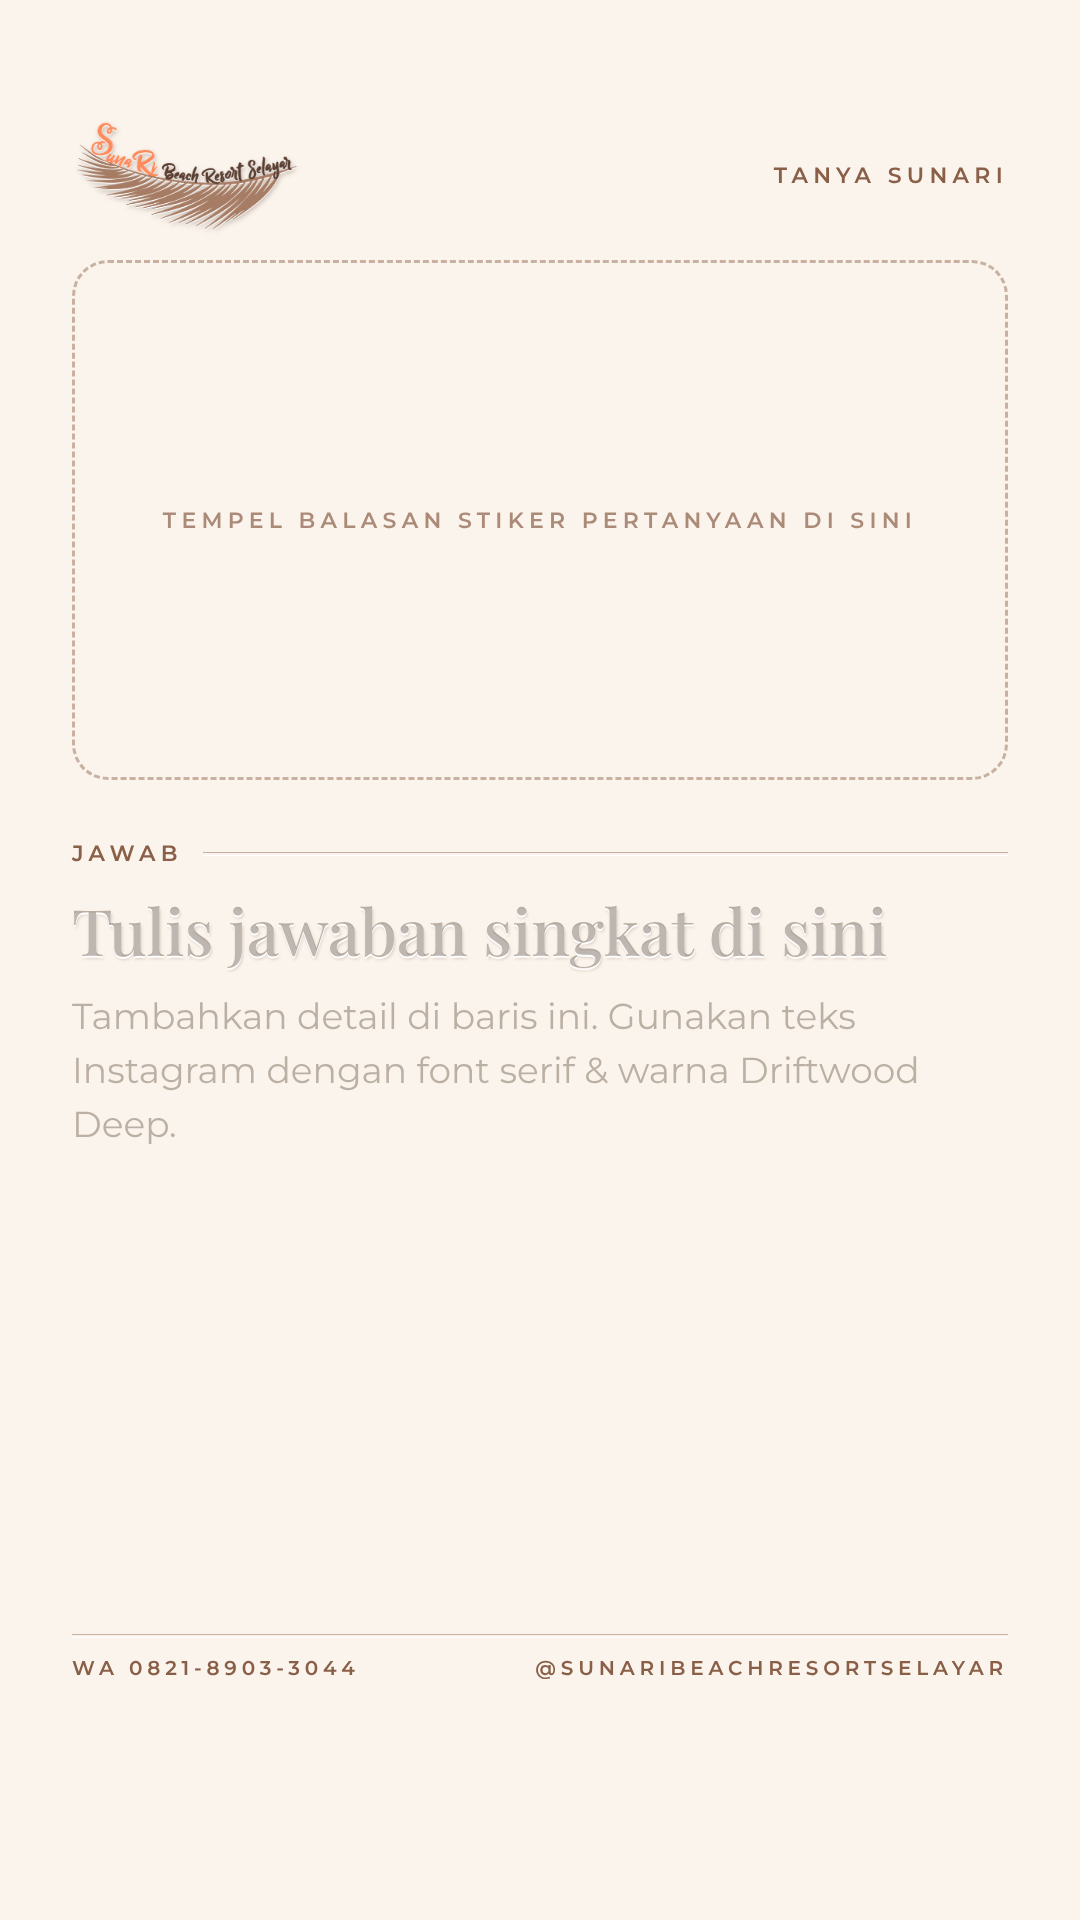 SunaRi Beach Resort Selayar
TANYA SUNARI
TEMPEL BALASAN STIKER PERTANYAAN DI SINI
JAWAB
Tulis jawaban singkat di sini
Tambahkan detail di baris ini. Gunakan teks
Instagram dengan font serif & warna Driftwood
Deep.
WA 0821-8903-3044
@SUNARIBEACHRESORTSELAYAR